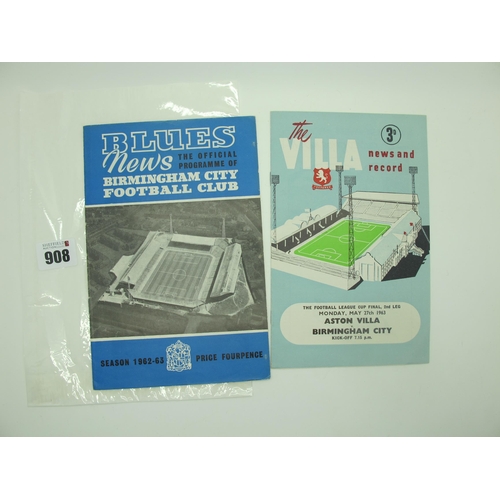 BLUES
News
THE OFFICIAL
PROGRAMME OF
BIRMINGHAM CITY
FOOTBALL CLUB
SEASON 1962-63
PRICE FOURPENCE
908
The
VILLA
3D
news and
record
THE FOOTBALL LEAGUE CUP FINAL, 2nd LEG
MONDAY, MAY 27th 1963
ASTON VILLA
BIRMINGHAM CITY
KICK-OFF 7.15 p.m.